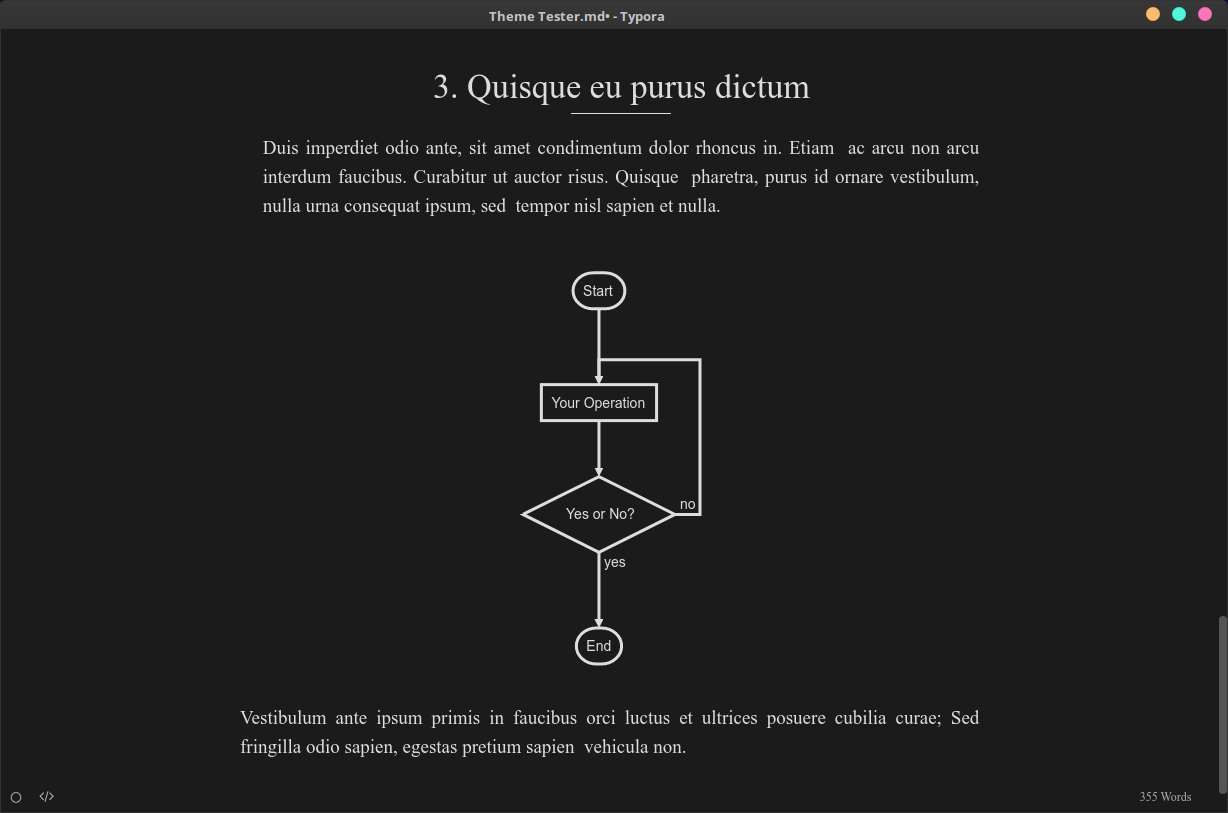 Theme Tester.md• - Typora
3. Quisque eu purus dictum
Duis imperdiet odio ante, sit amet condimentum dolor rhoncus in. Etiam ac arcu non arcu
interdum faucibus. Curabitur ut auctor risus. Quisque pharetra, purus id ornare vestibulum,
nulla urna consequat ipsum, sed tempor nisl sapien et nulla.
Start
Your Operation
Yes or No?
no
yes
End
Vestibulum ante ipsum primis in faucibus orci luctus et ultrices posuere cubilia curae; Sed
fringilla odio sapien, egestas pretium sapien vehicula non.
</> 
355 Words